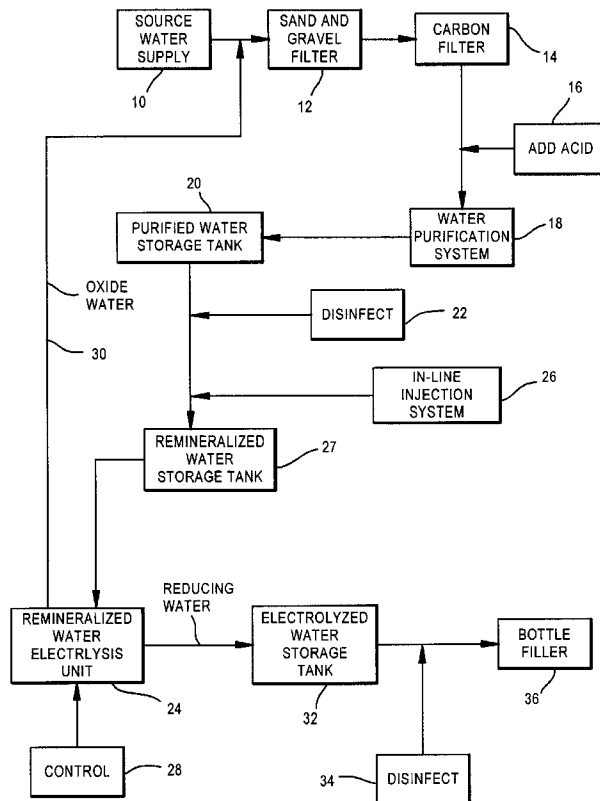 SOURCE
WATER
SUPPLY
10
SAND AND
GRAVEL
FILTER
12
CARBON
FILTER
14
16
ADD ACID
WATER
PURIFICATION
SYSTEM
18
20
PURIFIED WATER
STORAGE TANK
OXIDE
WATER
30
DISINFECT
22
IN-LINE
INJECTION
SYSTEM
26
REMINERALIZED
WATER
STORAGE TANK
27
REMINERALIZED
WATER
ELECTRLYSIS
UNIT
24
REDUCING
WATER
ELECTROLYZED
WATER
STORAGE
TANK
32
BOTTLE
FILLER
36
CONTROL
28
34
DISINFECT